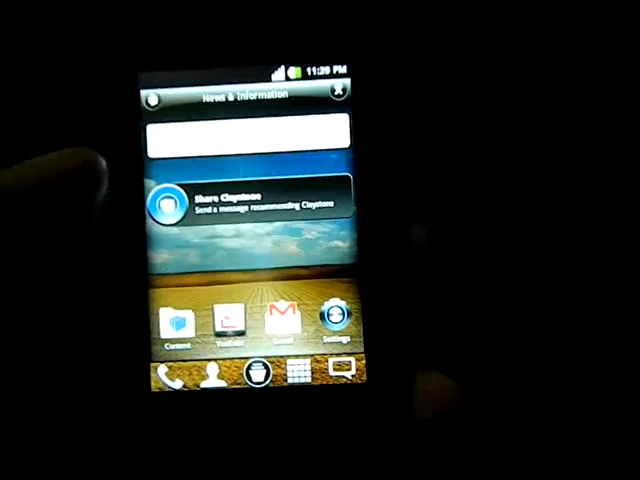 11:39 PM
News & Information
Share Claystone
Send a message recommending Claystone
Content
YouTube
Gmail
Settings